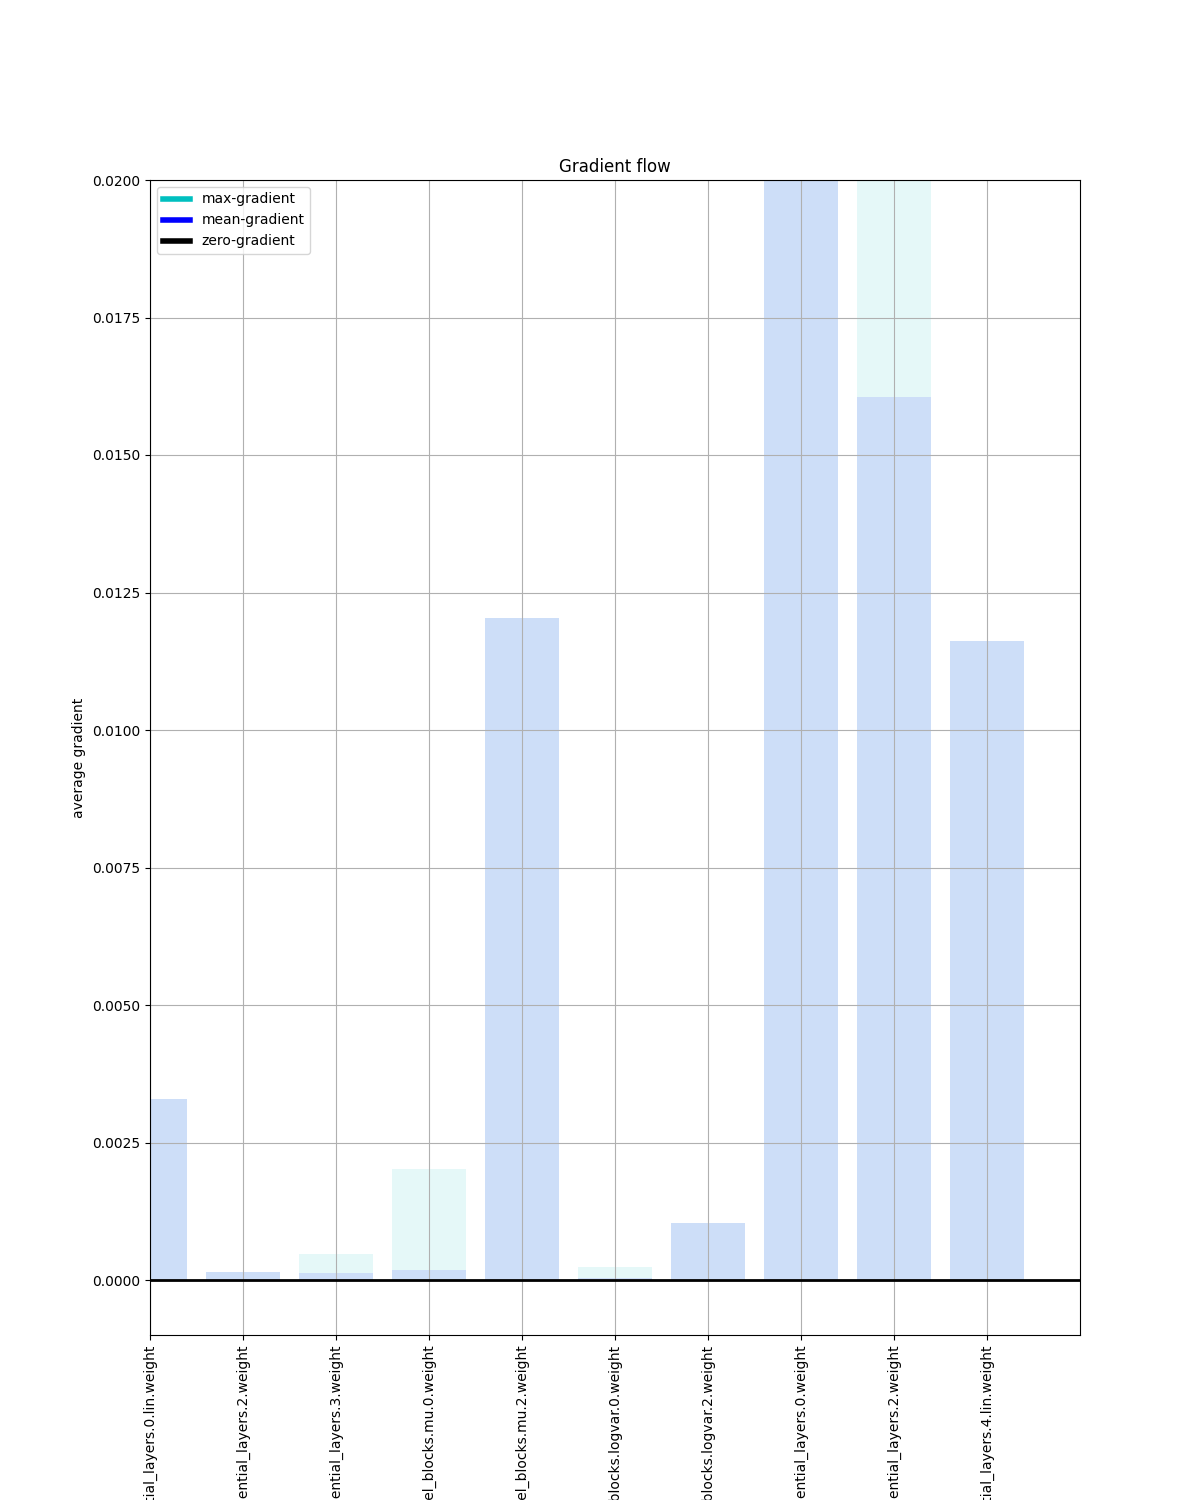 Gradient flow
max-gradient
mean-gradient
zero-gradient
0.0200
0.0175
0.0150
0.0125
0.0100
0.0075
0.0050
0.0025
0.0000
average gradient
tial_layers.0.lin.weight
ential_layers.2.weight
ential_layers.3.weight
el_blocks.mu.0.weight
el_blocks.mu.2.weight
blocks.logvar.0.weight
blocks.logvar.2.weight
ential_layers.0.weight
ential_layers.2.weight
tial_layers.4.lin.weight